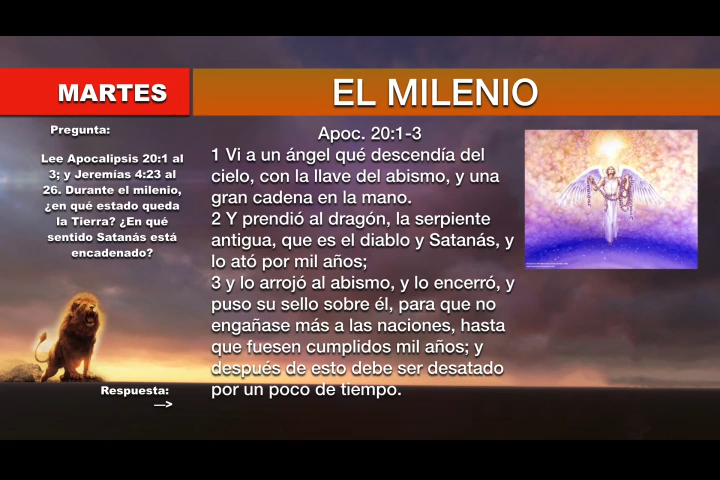 MARTES
EL MILENIO
Pregunta:
Lee Apocalipsis 20:1 al
3; y Jeremías 4:23 al
26. Durante el milenio,
¿en qué estado queda
la Tierra? ¿En qué
sentido Satanás está
encadenado?
Respuesta:
—>
Apoc. 20:1-3
1 Vi a un ángel qué descendía del
cielo, con la llave del abismo, y una
gran cadena en la mano.
2 Y prendió al dragón, la serpiente
antigua, que es el diablo y Satanás, y
lo ató por mil años;
3 y lo arrojó al abismo, y lo encerró, y
puso su sello sobre él, para que no
engañase más a las naciones, hasta
que fuesen cumplidos mil años; y
después de esto debe ser desatado
por un poco de tiempo.